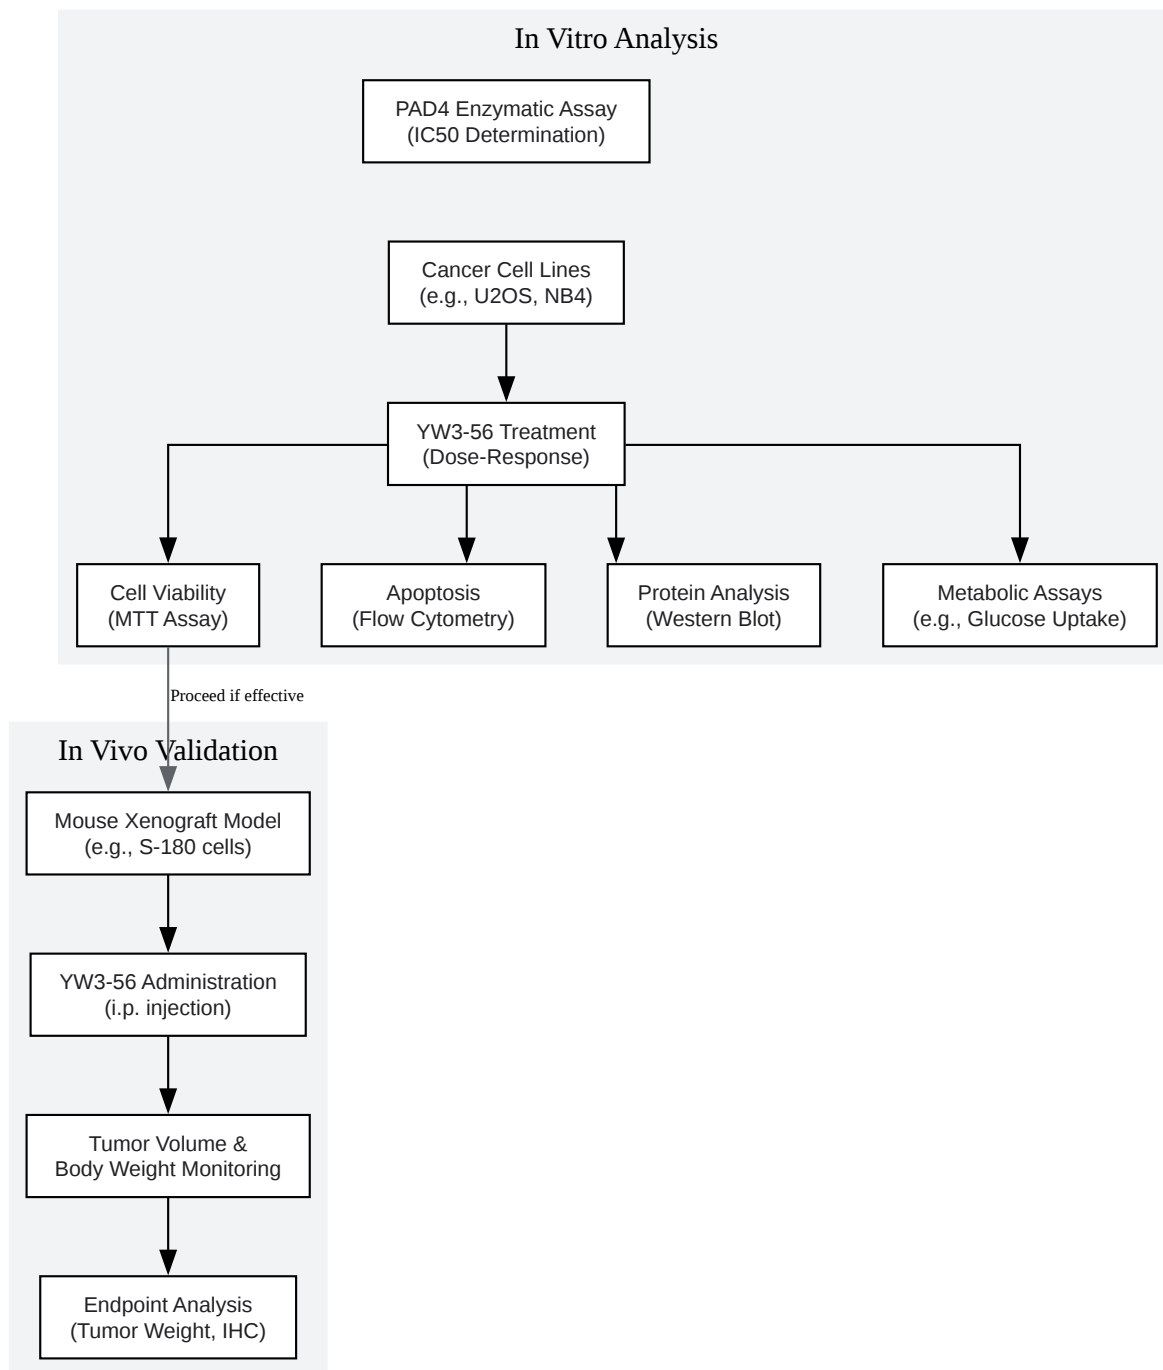 In Vitro Analysis
PAD4 Enzymatic Assay
(IC50 Determination)
Cancer Cell Lines
(e.g., U2OS, NB4)
YW3-56 Treatment
(Dose-Response)
Cell Viability
(MTT Assay)
Apoptosis
(Flow Cytometry)
Protein Analysis
(Western Blot)
Metabolic Assays
(e.g., Glucose Uptake)
Proceed if effective
In Vivo Validation
Mouse Xenograft Model
(e.g., S-180 cells)
YW3-56 Administration
(i.p. injection)
Tumor Volume &
Body Weight Monitoring
Endpoint Analysis
(Tumor Weight, IHC)